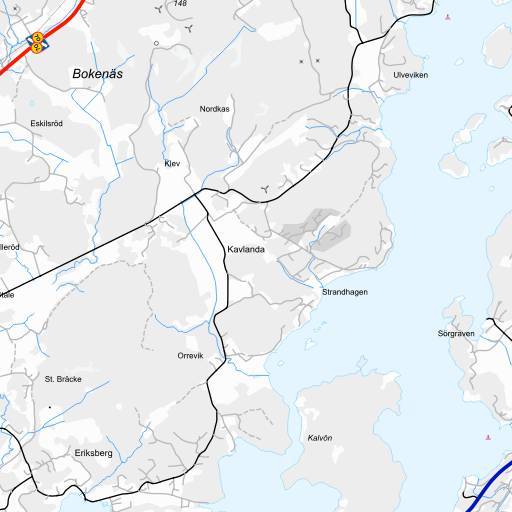 148
Bokenäs
Ulveviken
Nordkas
Eskilsröd
Klev
Kavlanda
lleröd
Strandhagen
Sörgraven
Orrevik
St. Bräcke
Kalvön
Eriksberg